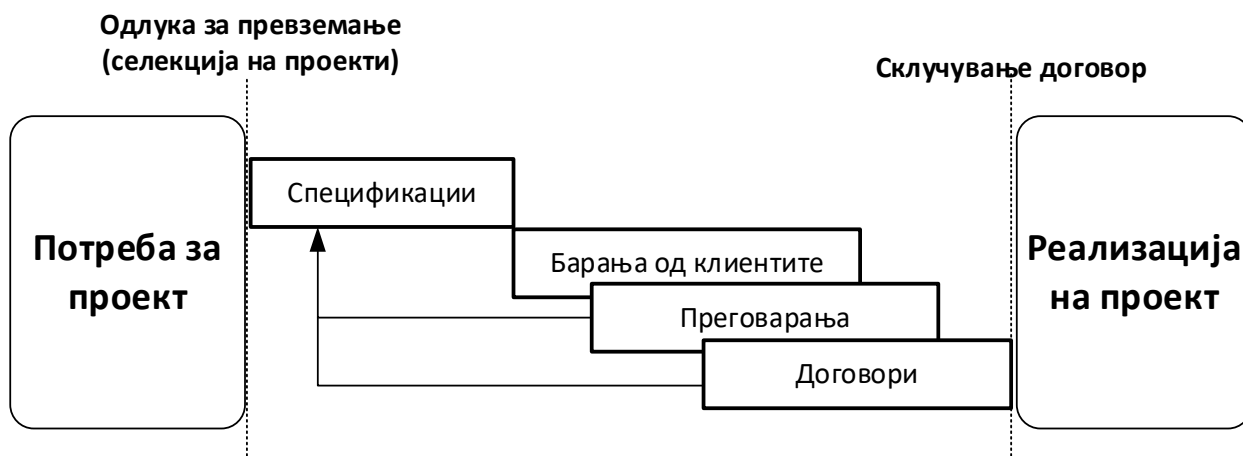 Одлука за превземање
(селекција на проекти)
Склучување договор
Потреба за
проект
Спецификации
Барања од клиентите
Преговарања
Договори
Реализација
на проект